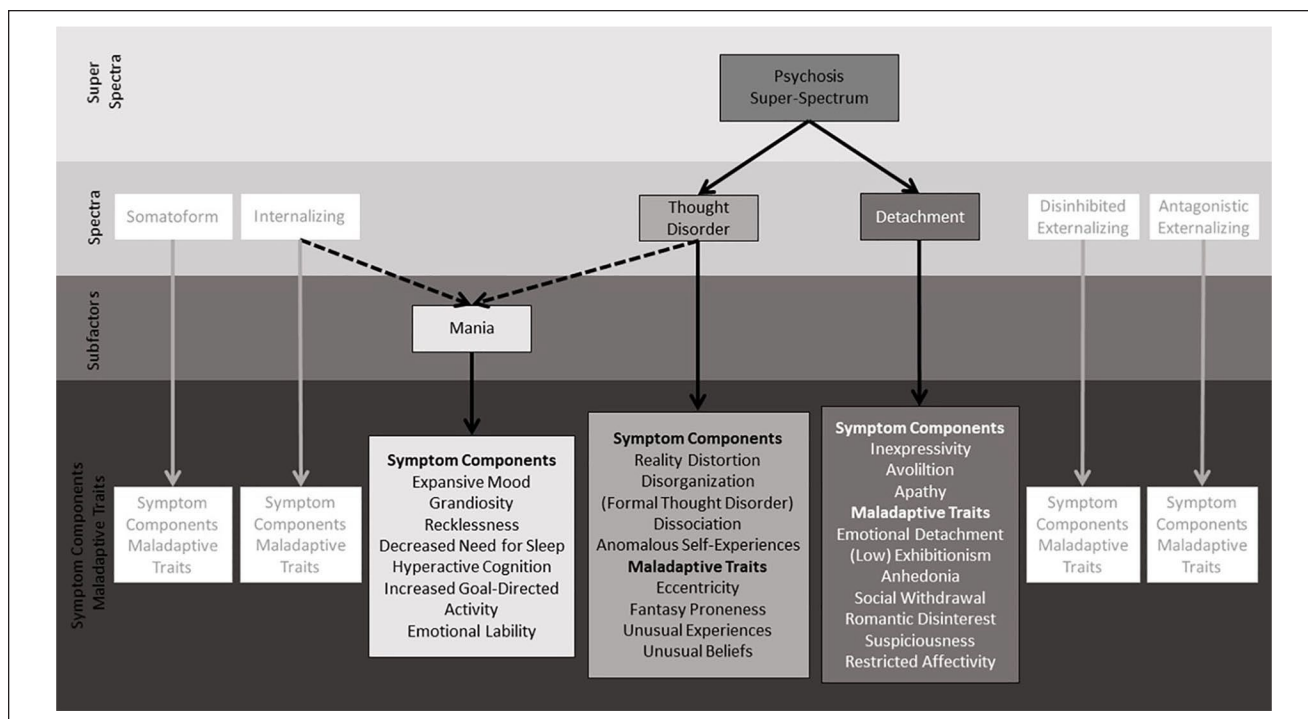 Super
Spectra
Psychosis
Super-Spectrum
Spectra
Somatoform
Internalizing
Thought
Disorder
Detachment
Disinhibited
Externalizing
Antagonistic
Externalizing
Subfactors
Mania
Symptom Components
Maladaptive Traits
Symptom
Components
Maladaptive
Traits
Symptom
Components
Maladaptive
Traits
Symptom Components
Expansive Mood
Grandiosity
Recklessness
Decreased Need for Sleep
Hyperactive Cognition
Increased Goal-Directed
Activity
Emotional Lability
Symptom Components
Reality Distortion
Disorganization
(Formal Thought Disorder)
Dissociation
Anomalous Self-Experiences
Maladaptive Traits
Eccentricity
Fantasy Proneness
Unusual Experiences
Unusual Beliefs
Symptom Components
Inexpressivity
Avoliltion
Apathy
Maladaptive Traits
Emotional Detachment
(Low) Exhibitionism
Anhedonia
Social Withdrawal
Romantic Disinterest
Suspiciousness
Restricted Affectivity
Symptom
Components
Maladaptive
Traits
Symptom
Components
Maladaptive
Traits